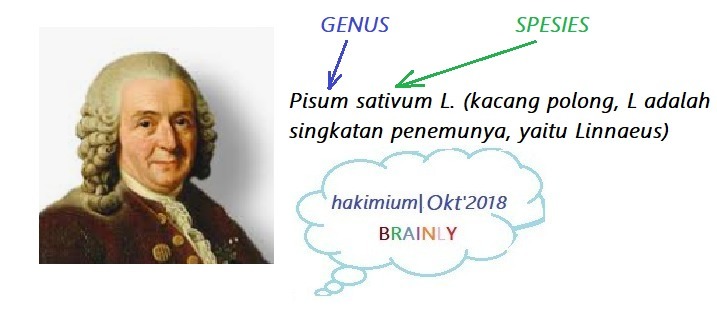 GENUS
SPESIES
Pisum sativum L. (kacang polong, L adalah
singkatan penemunya, yaitu Linnaeus)
hakimium|Okt'2018
BRAINLY